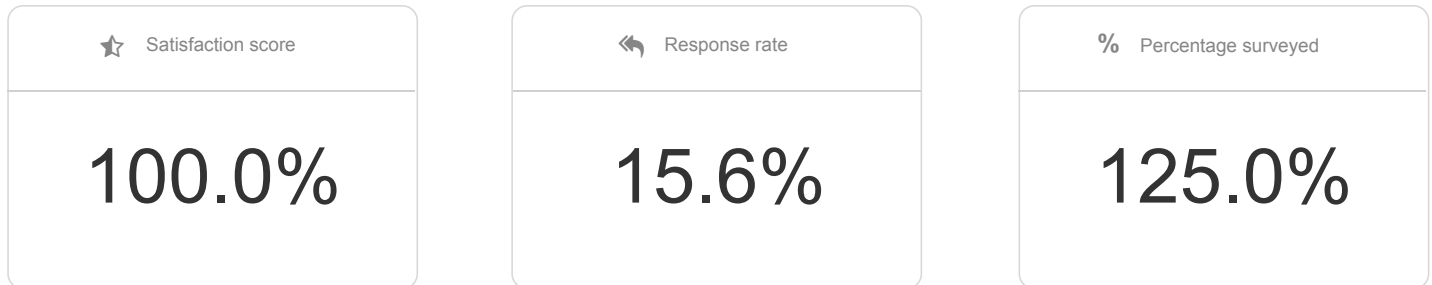 Satisfaction score
100.0%
Response rate
15.6%
% Percentage surveyed
125.0%